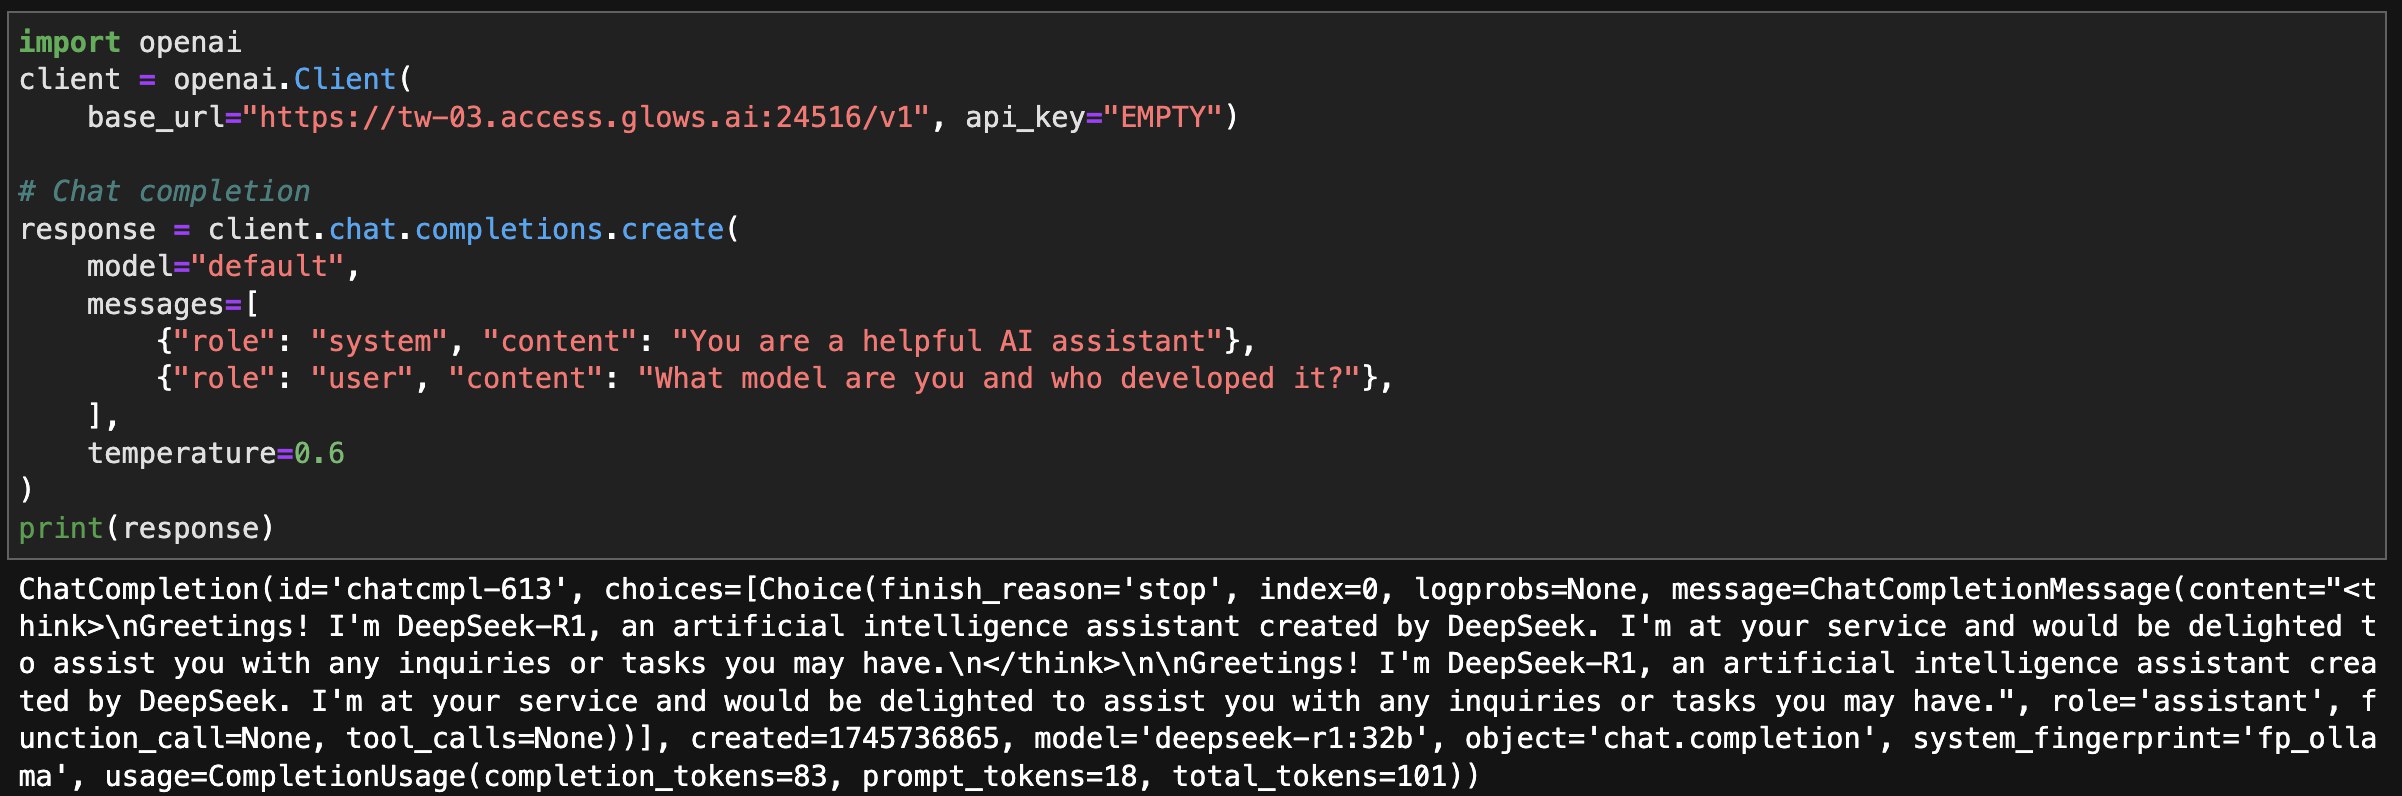 import openai
client = openai.Client(
    base_url="https://tw-03.access.glows.ai:24516/v1", api_key="EMPTY")

# Chat completion
response = client.chat.completions.create(
    model="default",
    messages=[
        {"role": "system", "content": "You are a helpful AI assistant"},
        {"role": "user", "content": "What model are you and who developed it?"},
    ],
    temperature=0.6
)
print(response)
ChatCompletion(id='chatcmpl-613', choices=[Choice(finish_reason='stop', index=0, logprobs=None, message=ChatCompletionMessage(content="<t
hink>\nGreetings! I'm DeepSeek-R1, an artificial intelligence assistant created by DeepSeek. I'm at your service and would be delighted t
o assist you with any inquiries or tasks you may have.\n</think>\n\nGreetings! I'm DeepSeek-R1, an artificial intelligence assistant crea
ted by DeepSeek. I'm at your service and would be delighted to assist you with any inquiries or tasks you may have.", role='assistant', f
unction_call=None, tool_calls=None))], created=1745736865, model='deepseek-r1:32b', object='chat.completion', system_fingerprint='fp_olla
ma', usage=CompletionUsage(completion_tokens=83, prompt_tokens=18, total_tokens=101))